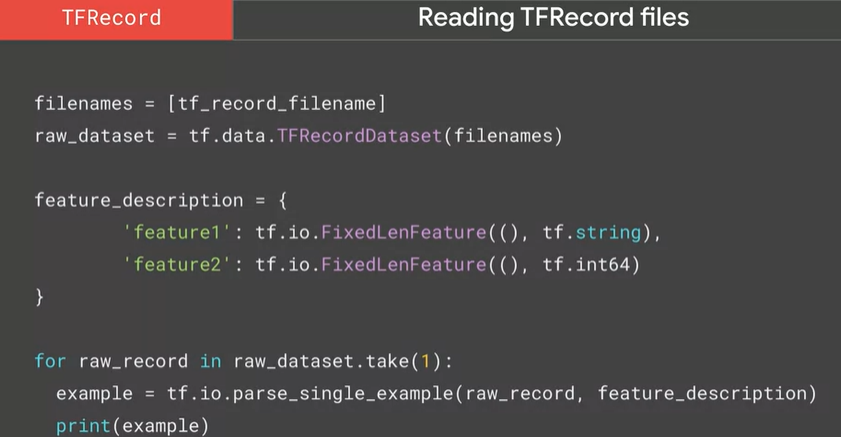 TFRecord
Reading TFRecord files
filenames = [tf_record_filename]
raw_dataset = tf.data.TFRecordDataset(filenames)
feature_description = {
'feature1': tf.io.FixedLenFeature((), tf.string),
'feature2': tf.io.FixedLenFeature((), tf.int64)
}
for raw_record in raw_dataset.take(1):
example = tf.io.parse_single_example(raw_record, feature_description)
print(example)